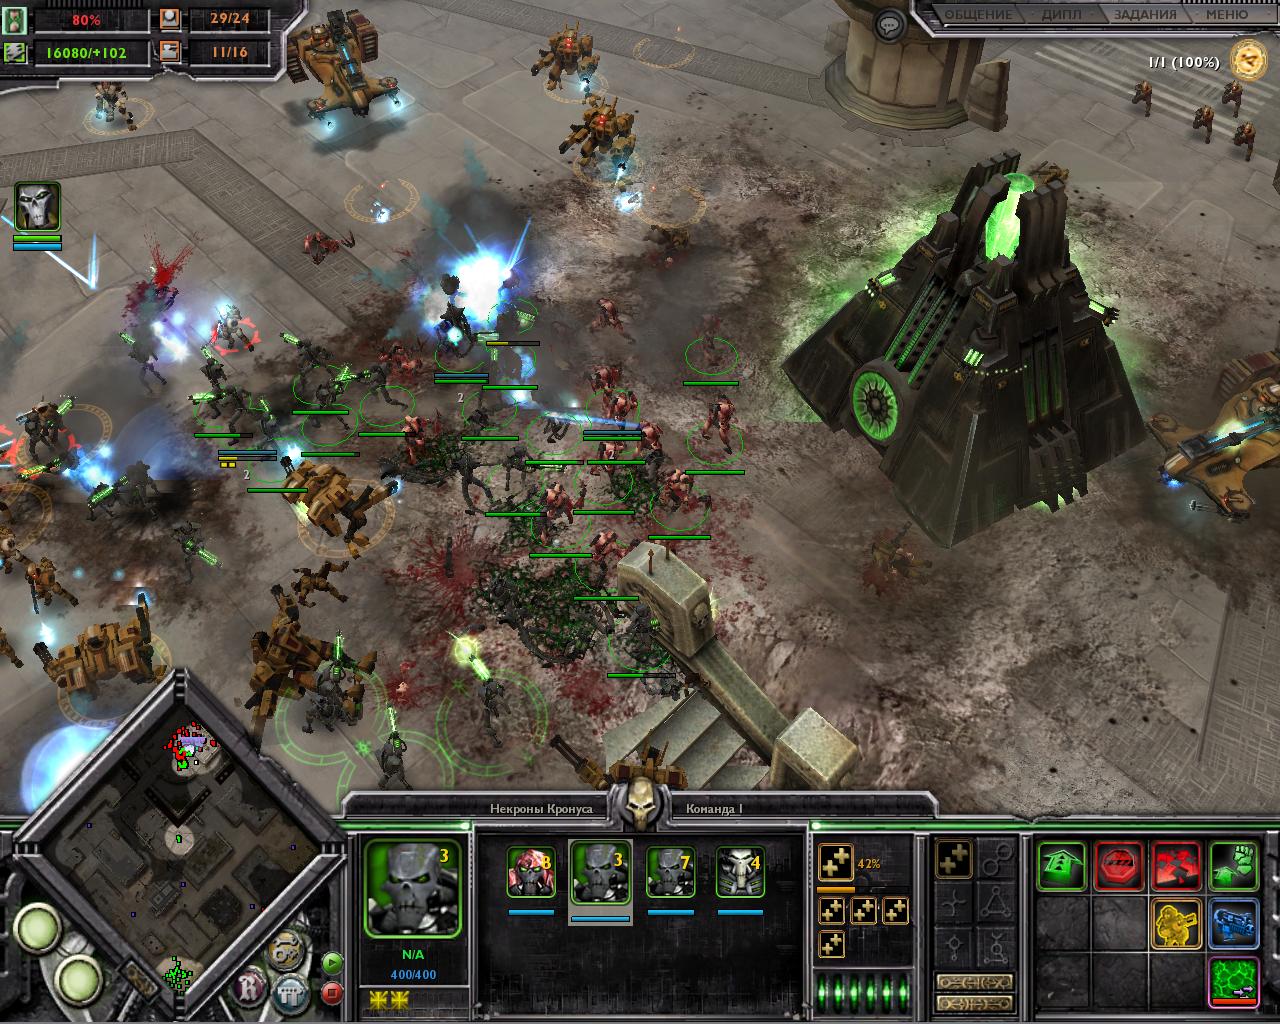 80%
29/24
16080/+102
11/16
ОБЩЕНИЕ ДИПЛ ЗАДАНИЯ МЕНЮ
1/1 (100%)
2
2
Некроны Кронуса
Команда 1
3
8
3
7
4
42%
N/A
400/400
R